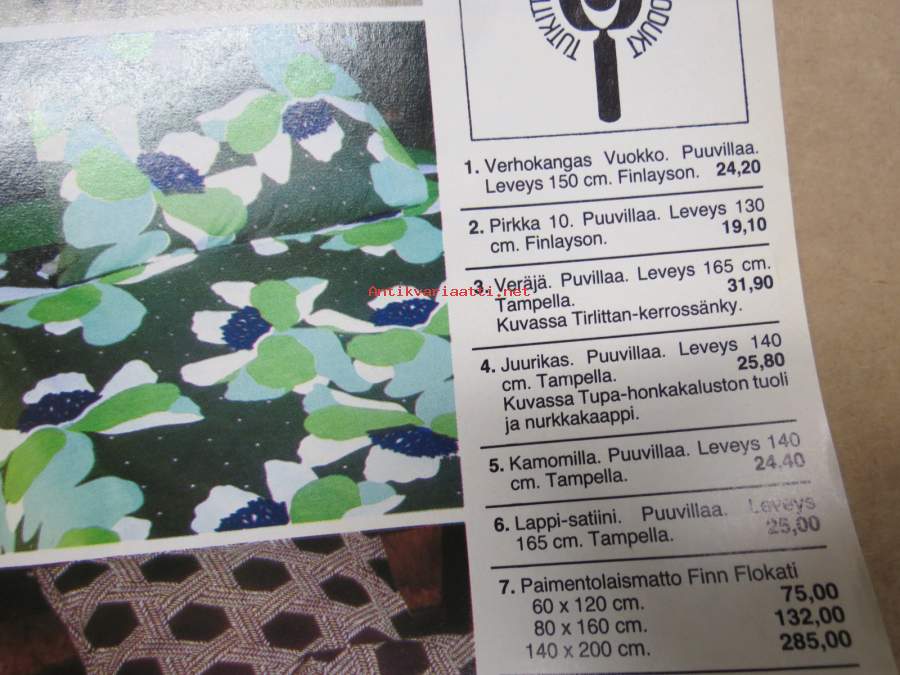 TUTKIT
ODUKT
1. Verhokangas Vuokko. Puuvillaa.
Leveys 150 cm. Finlayson. 24,20
2. Pirkka 10. Puuvillaa. Leveys 130
cm. Finlayson. 19,10
3. Veräjä. Puvillaa. Leveys 165 cm.
Tampella. 31,90
Kuvassa Tirlittan-kerrossänky.
Antikvariaatti.net
4. Juurikas. Puuvillaa. Leveys 140
cm. Tampella. 25,80
Kuvassa Tupa-honkakaluston tuoli
ja nurkkakaappi.
5. Kamomilla. Puuvillaa. Leveys 140
cm. Tampella. 24.40
6. Lappi-satiini. Puuvillaa. Leveys
165 cm. Tampella. 25,00
7. Paimentolaismatto Finn Flokati
60 x 120 cm. 75,00
80 x 160 cm. 132,00
140 x 200 cm. 285,00